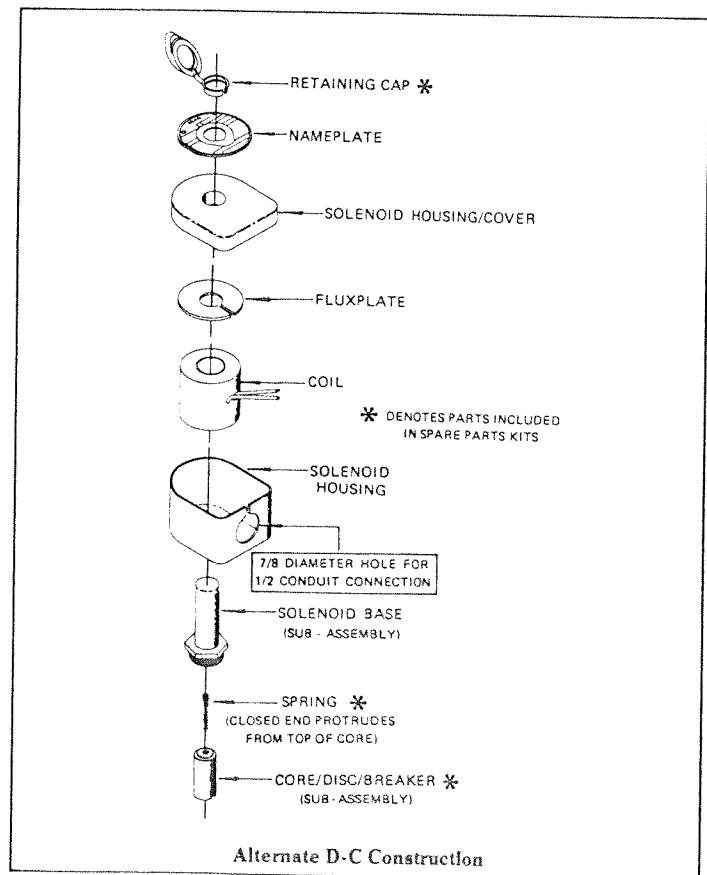 RETAINING CAP *
NAMEPLATE
SOLENOID HOUSING/COVER
FLUXPLATE
COIL
* DENOTES PARTS INCLUDED
IN SPARE PARTS KITS
SOLENOID
HOUSING
7/8 DIAMETER HOLE FOR
1/2 CONDUIT CONNECTION
SOLENOID BASE
(SUB - ASSEMBLY)
SPRING *
(CLOSED END PROTRUDES
FROM TOP OF CORE)
CORE/DISC/BREAKER *
(SUB-ASSEMBLY)
Alternate D-C Construction